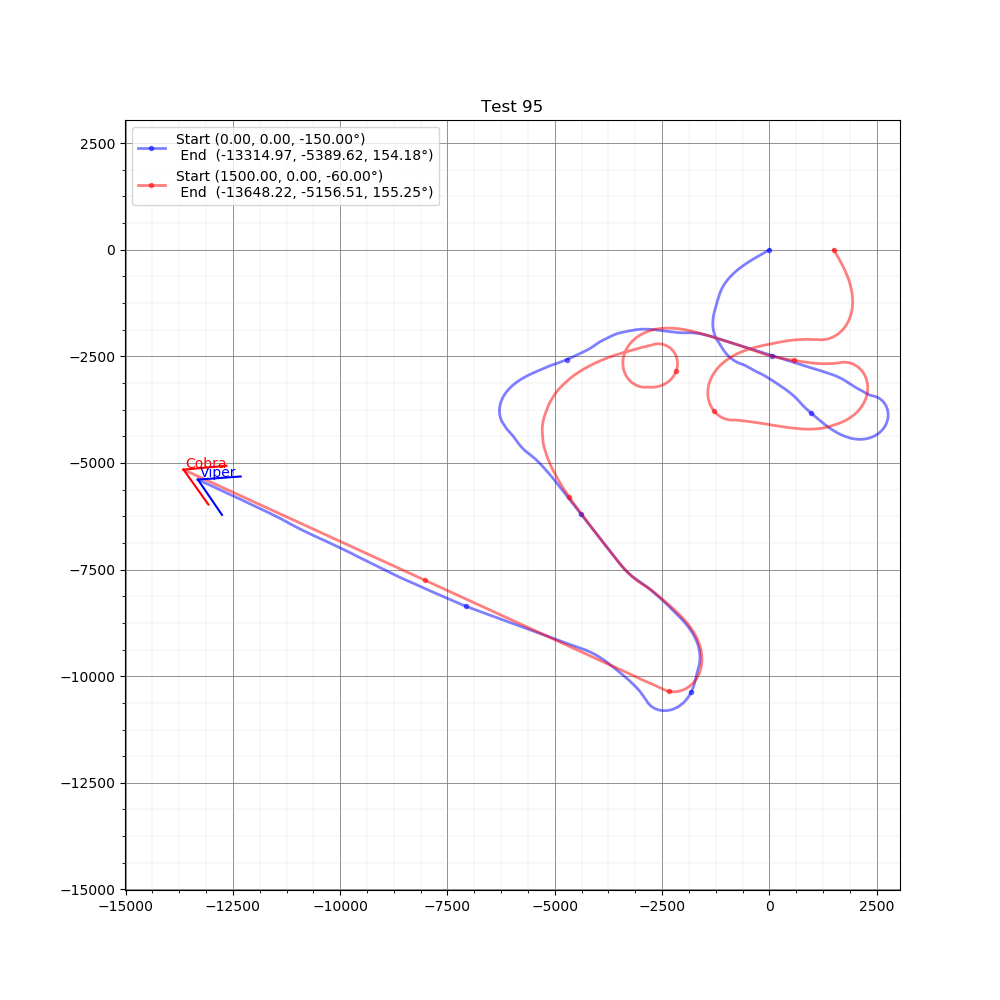 Test 95
Start (0.00, 0.00, -150.00°)
End  (-13314.97, -5389.62, 154.18°)
Start (1500.00, 0.00, -60.00°)
End  (-13648.22, -5156.51, 155.25°)
2500
0
−2500
−5000
−7500
−10000
−12500
−15000
Cobra
Viper
−15000
−12500
−10000
−7500
−5000
−2500
0
2500